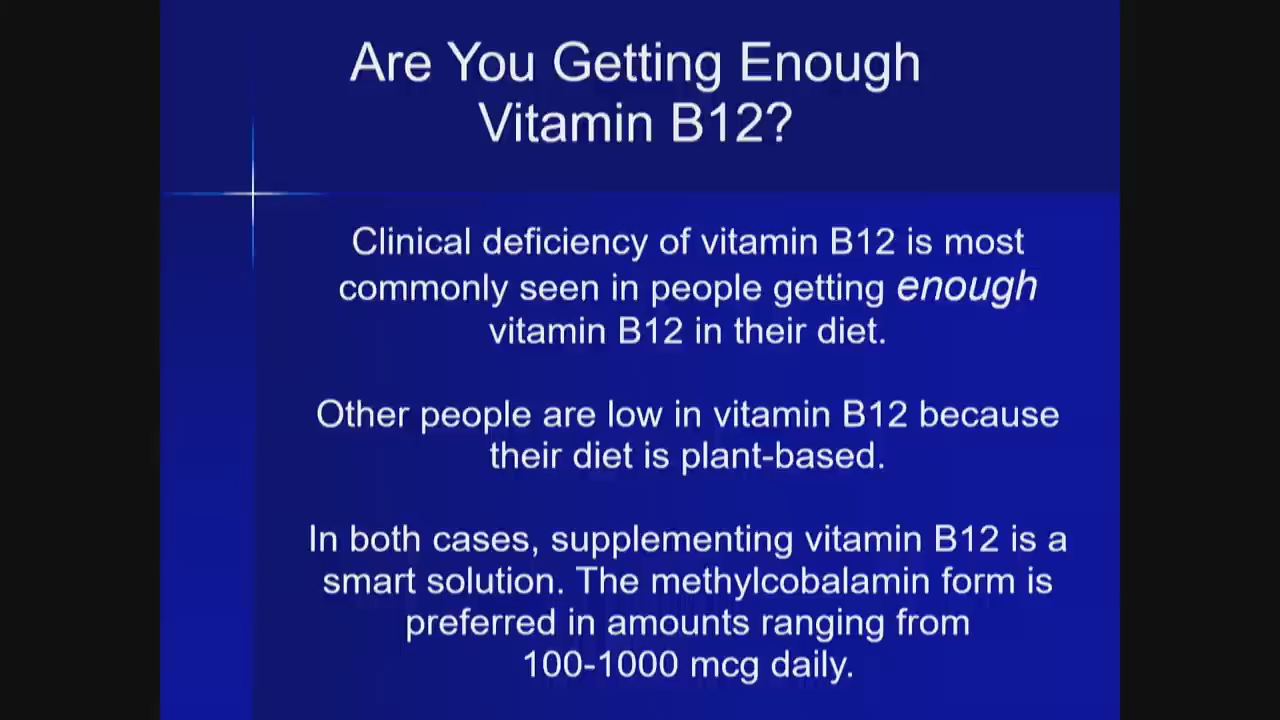 Are You Getting Enough
Vitamin B12?
Clinical deficiency of vitamin B12 is most
commonly seen in people getting enough
vitamin B12 in their diet.
Other people are low in vitamin B12 because
their diet is plant-based.
In both cases, supplementing vitamin B12 is a
smart solution. The methylcobalamin form is
preferred in amounts ranging from
100-1000 mcg daily.